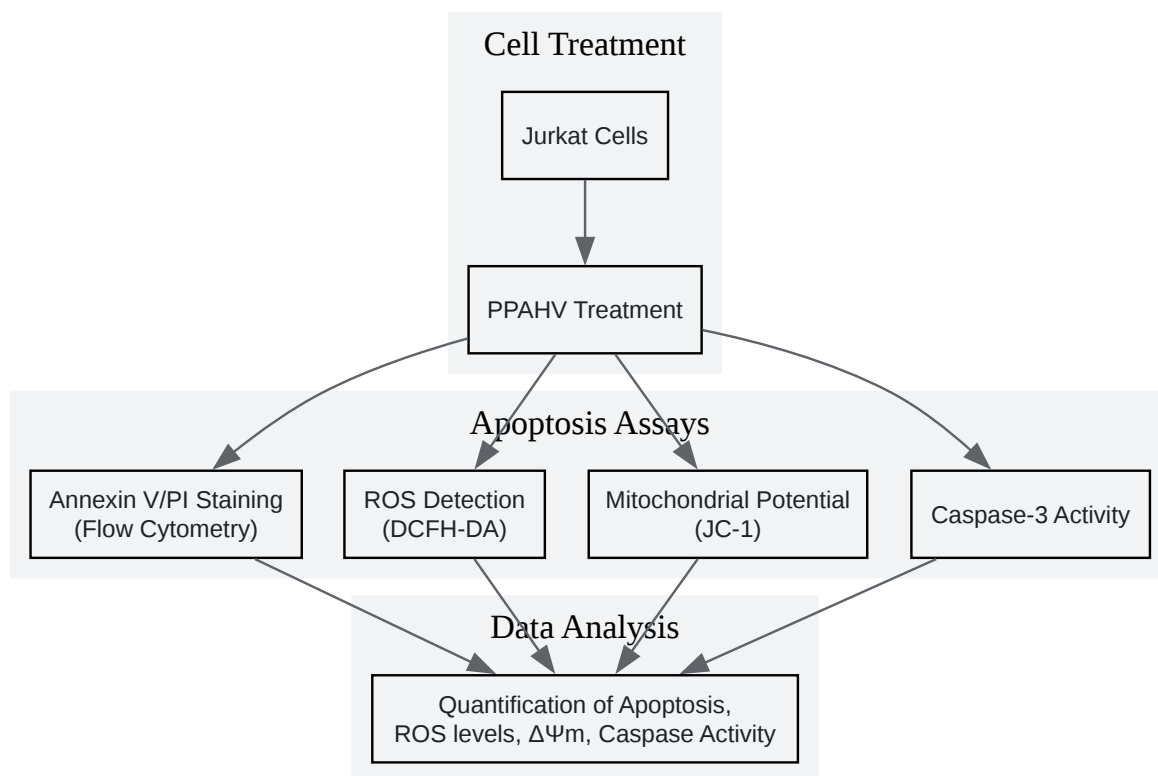 Cell Treatment
Jurkat Cells
PPAHV Treatment
Apoptosis Assays
Annexin V/PI Staining
(Flow Cytometry)
ROS Detection
(DCFH-DA)
Mitochondrial Potential
(JC-1)
Caspase-3 Activity
Data Analysis
Quantification of Apoptosis,
ROS levels, ΔΨm, Caspase Activity